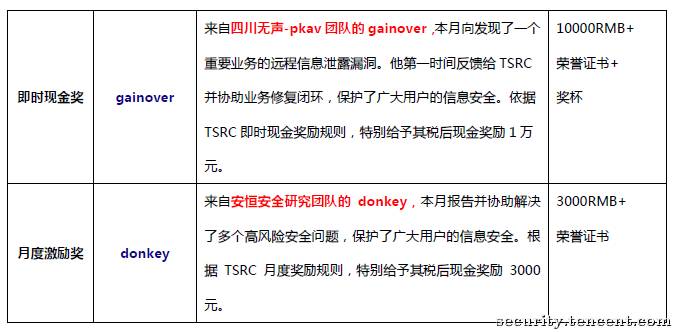 来自四川无声-pkav 团队的 gainover，本月向发现了一个
重要业务的远程信息泄露漏洞。他第一时间反馈给 TSRC
并协助业务修复闭环，保护了广大用户的信息安全。依据
TSRC 即时现金奖励规则，特别给予其税后现金奖励 1 万
元。
即时现金奖
gainover
10000RMB+
荣誉证书+
奖杯
来自安恒安全研究团队的 donkey，本月报告并协助解决
了多个高风险安全问题，保护了广大用户的信息安全。根
据 TSRC 月度奖励规则，特别给予其税后现金奖励 3000
元。
月度激励奖
donkey
3000RMB+
荣誉证书
security.tencent.com